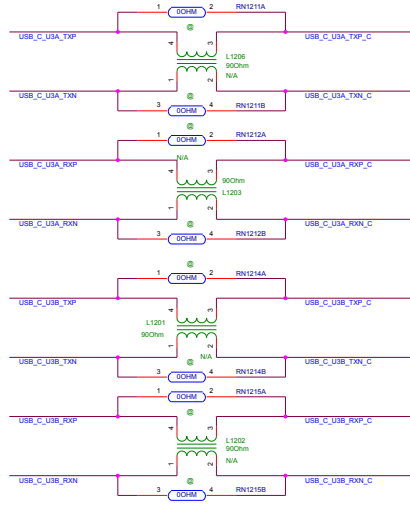 1 0OHM 2 RN1211A
@
USB_C_U3A_TXP 4 3 USB_C_U3A_TXP_C
L1206
90Ohm
N/A
1 2
USB_C_U3A_TXN USB_C_U3A_TXN_C
3 0OHM 4 RN1211B
@
1 0OHM 2 RN1212A
N/A
USB_C_U3A_RXP 4 3 USB_C_U3A_RXP_C
90Ohm
L1203
1 2
USB_C_U3A_RXN USB_C_U3A_RXN_C
@
3 0OHM 4 RN1212B
@
1 0OHM 2 RN1214A
USB_C_U3B_TXP 4 3 USB_C_U3B_TXP_C
L1201
90Ohm
1 2
N/A
USB_C_U3B_TXN USB_C_U3B_TXN_C
@
3 0OHM 4 RN1214B
1 0OHM 2 RN1215A
@
USB_C_U3B_RXP 4 3 USB_C_U3B_RXP_C
L1202
90Ohm
N/A
1 2
USB_C_U3B_RXN USB_C_U3B_RXN_C
@
3 0OHM 4 RN1215B